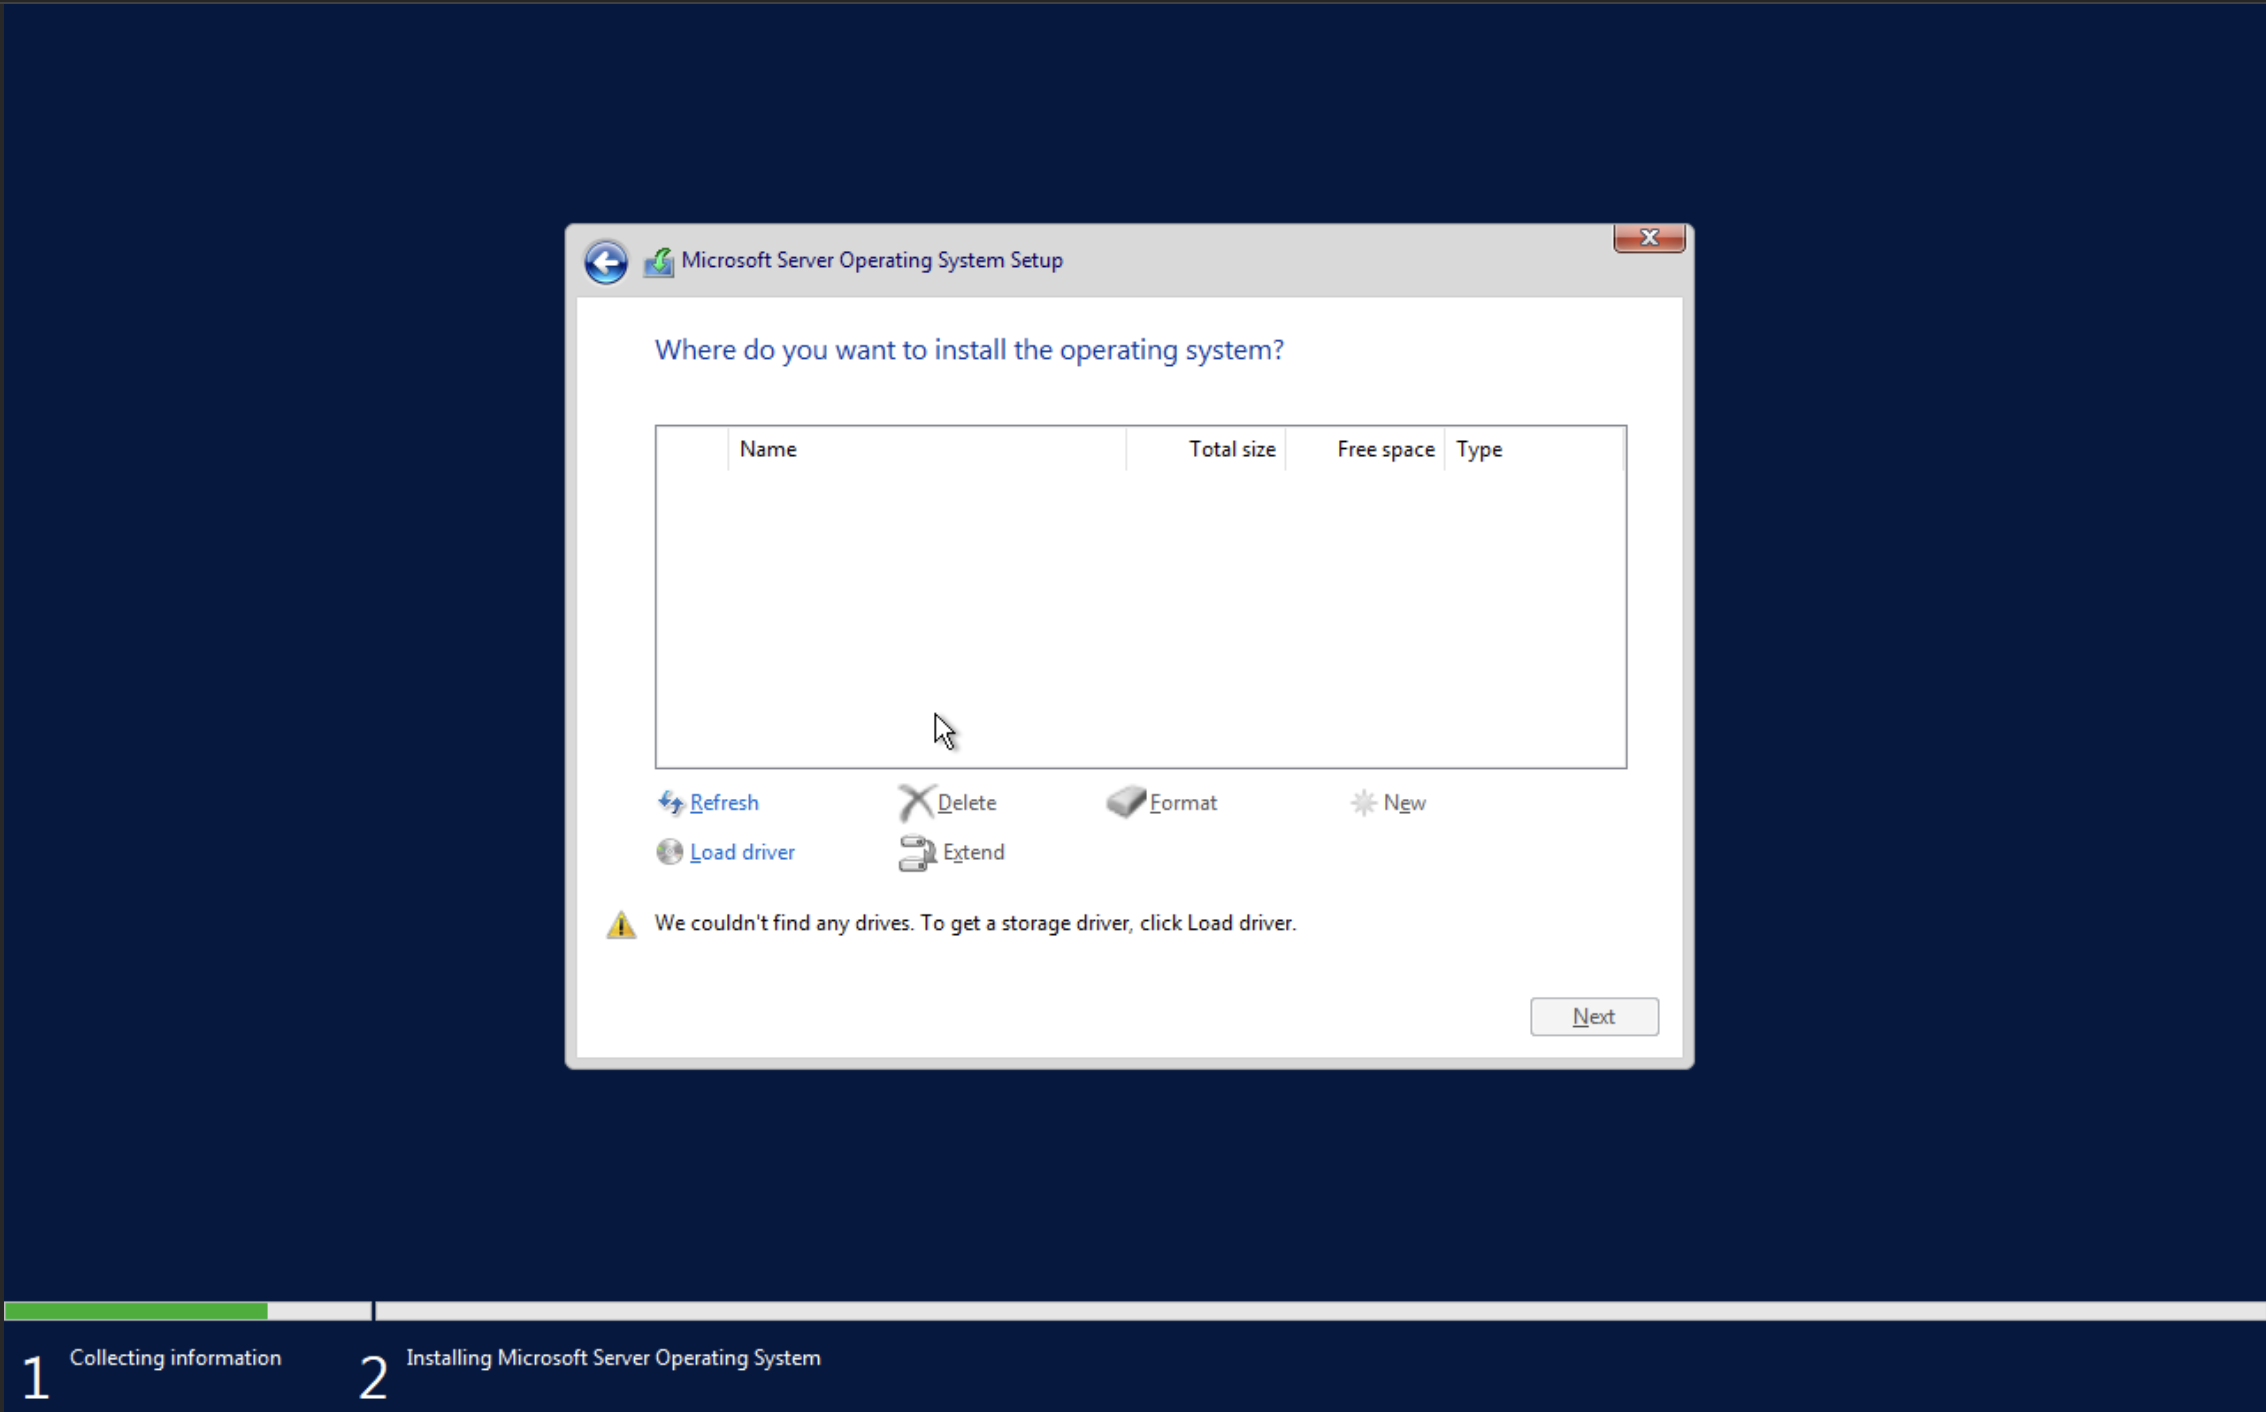 Microsoft Server Operating System Setup
X
Where do you want to install the operating system?
Name Total size Free space Type
Refresh Delete Format New
Load driver Extend
We couldn't find any drives. To get a storage driver, click Load driver.
Next
1 Collecting information 2 Installing Microsoft Server Operating System